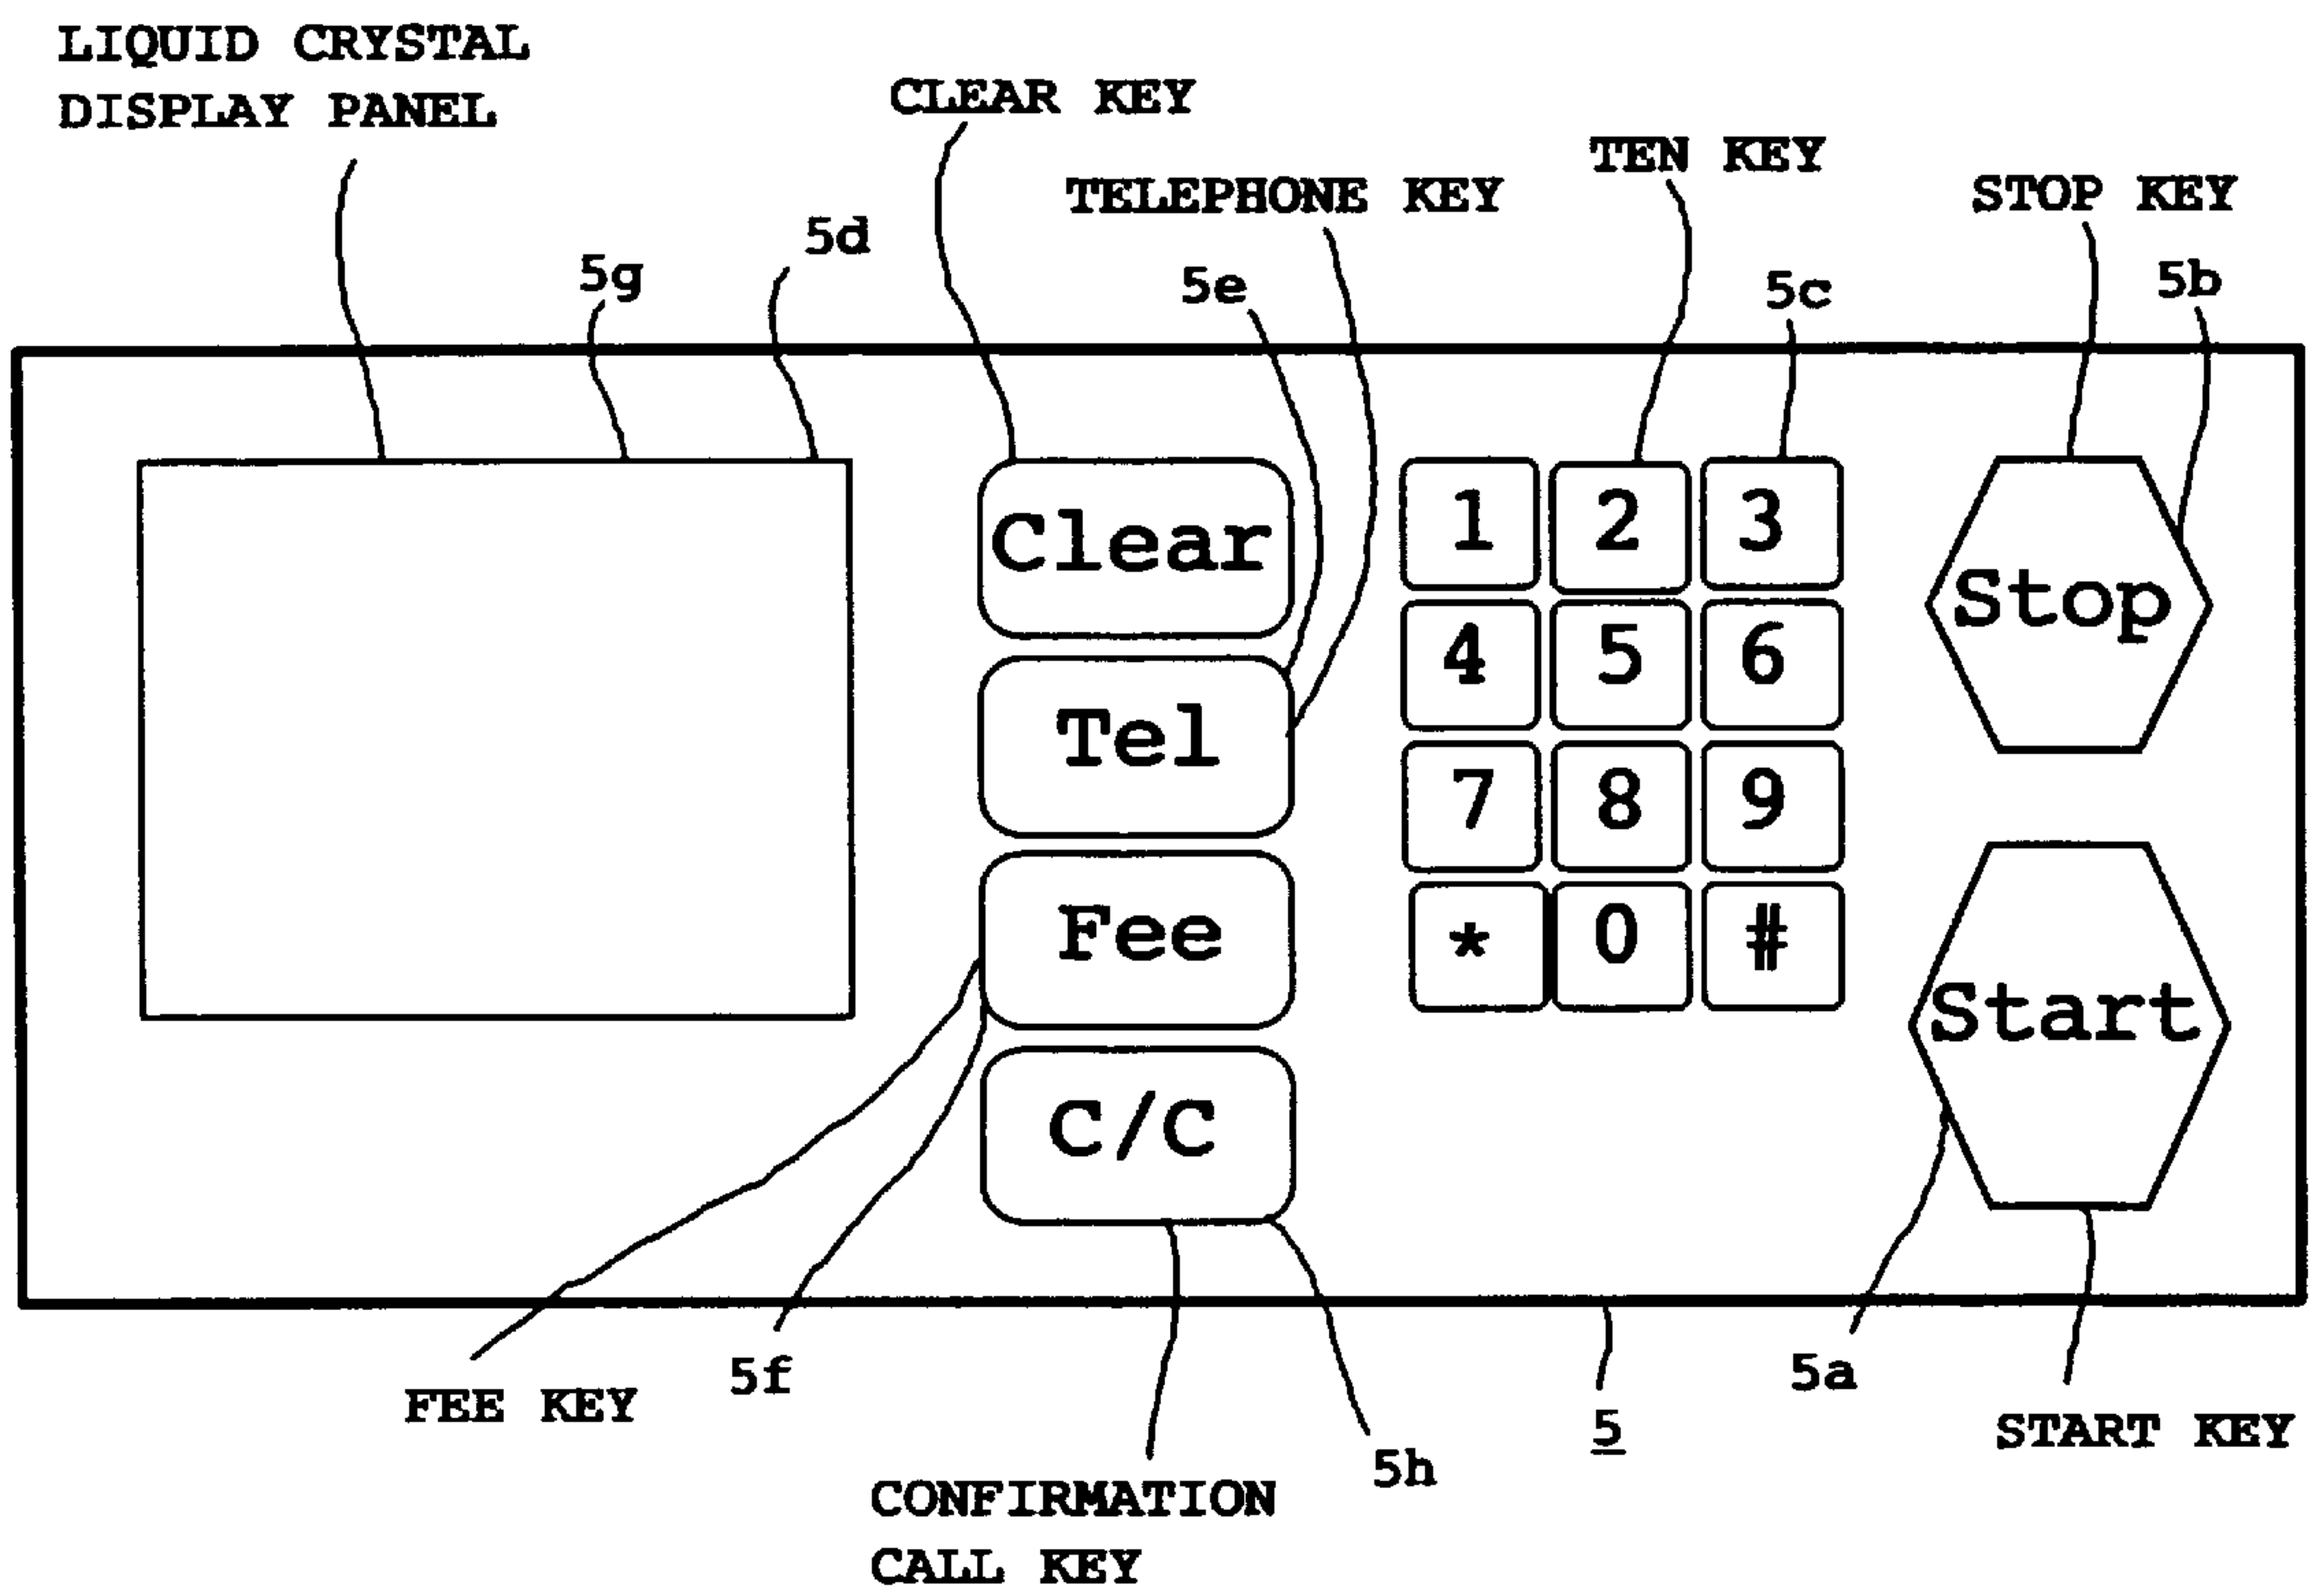 LIQUID CRYSTAL
DISPLAY PANEL
CLEAR KEY
TEN KEY
TELEPHONE KEY
STOP KEY
5d
5g
5e
5c
5b
Clear
1 2 3
Stop
4 5 6
Tel
7 8 9
Fee
* 0 #
Start
C/C
5f
5a
FEE KEY
5
START KEY
5h
CONFIRMATION
CALL KEY